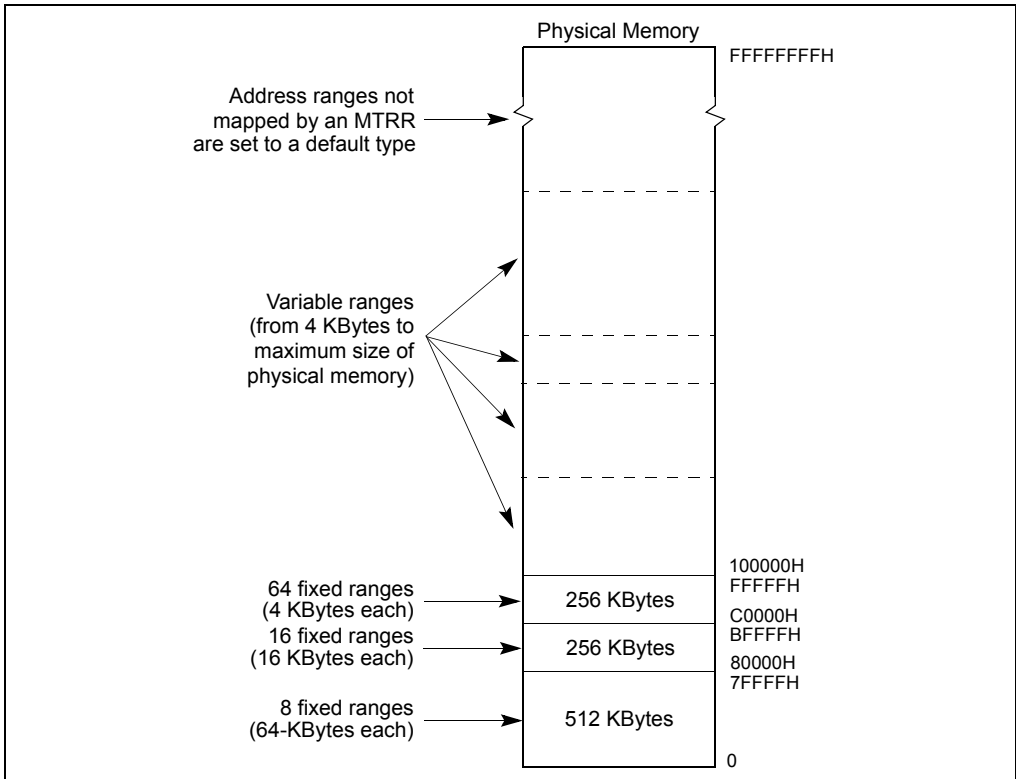 Physical Memory
FFFFFFFFH
Address ranges not
mapped by an MTRR
are set to a default type
Variable ranges
(from 4 KBytes to
maximum size of
physical memory)
100000H
FFFFFH
64 fixed ranges
(4 KBytes each)
256 KBytes
C0000H
BFFFFH
16 fixed ranges
(16 KBytes each)
256 KBytes
80000H
7FFFFH
8 fixed ranges
(64-KBytes each)
512 KBytes
0